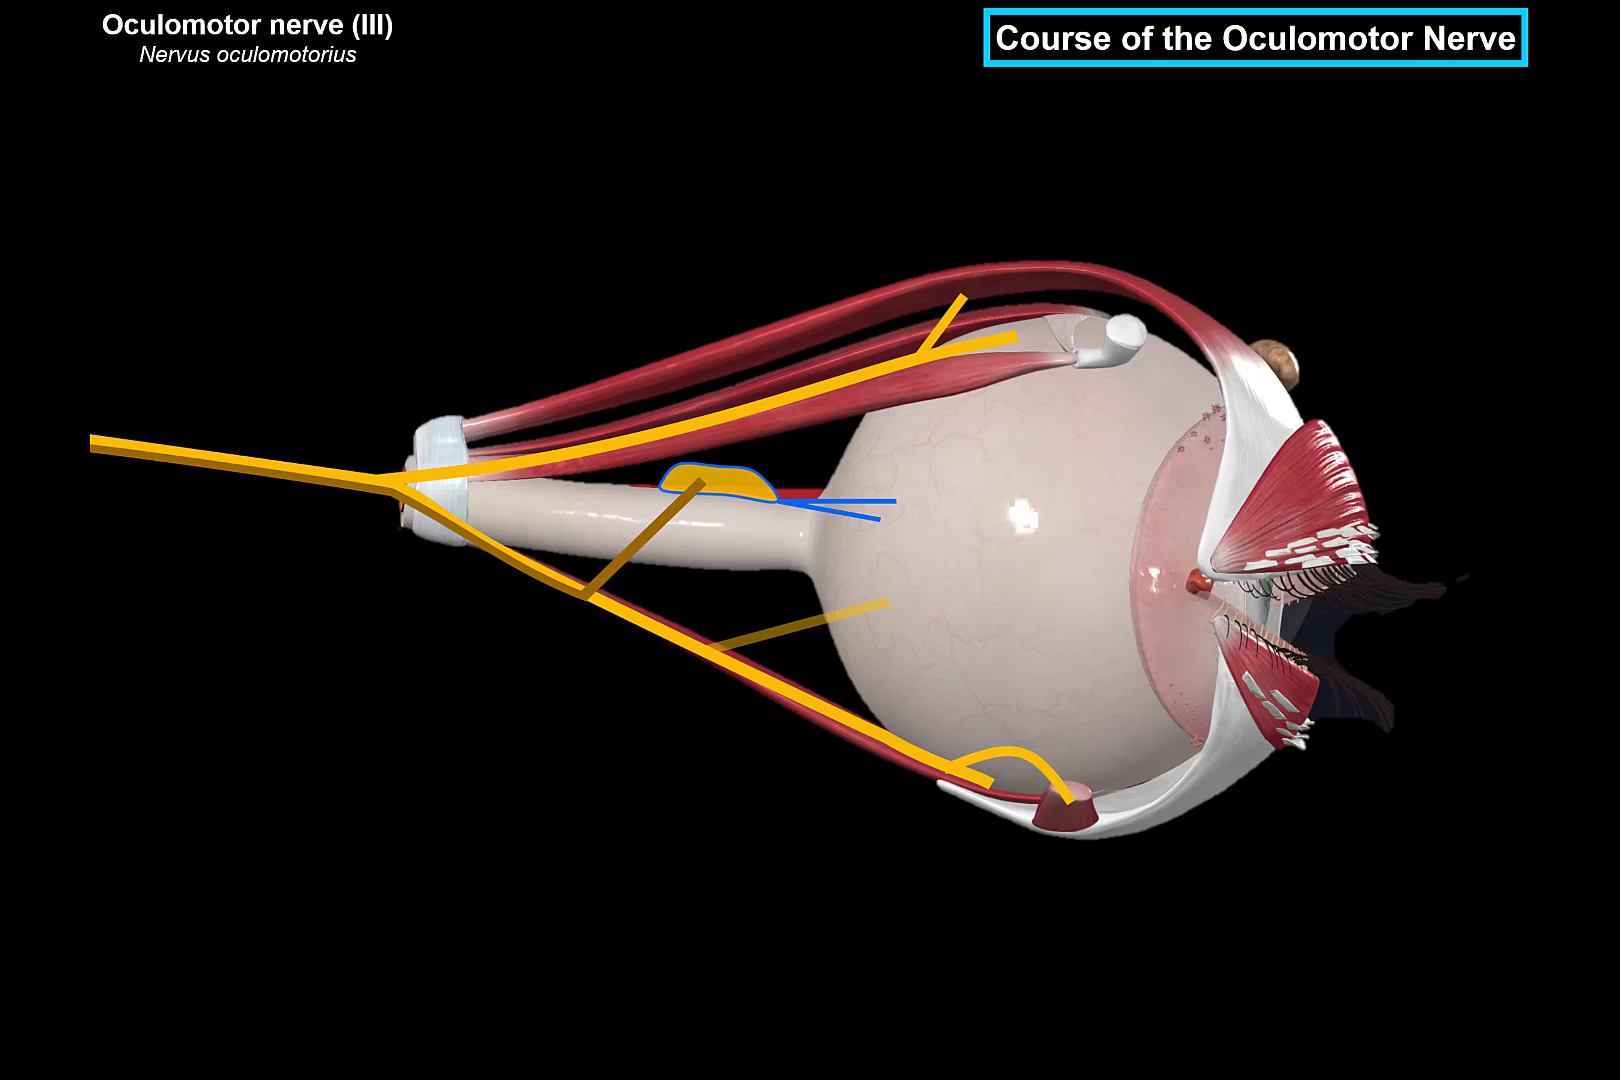 Oculomotor nerve (III)
Nervus oculomotorius
Course of the Oculomotor Nerve